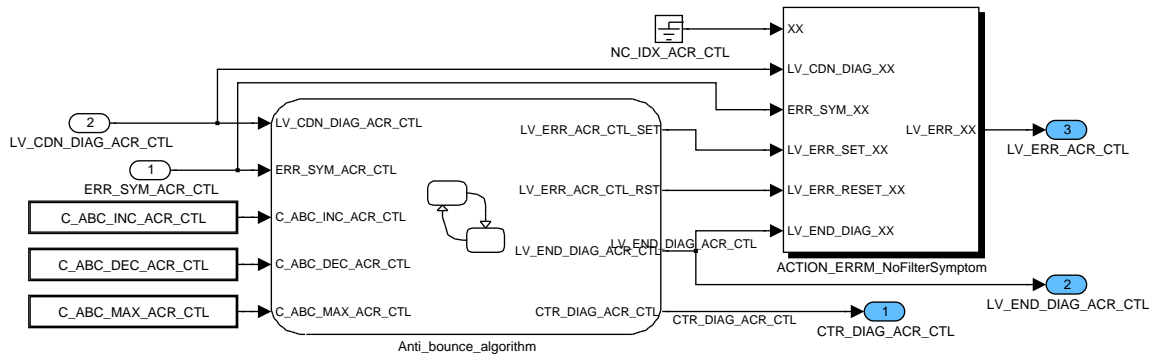 XX
NC_IDX_ACR_CTL
LV_CDN_DIAG_XX
ERR_SYM_XX
2
LV_CDN_DIAG_ACR_CTL
LV_CDN_DIAG_ACR_CTL
LV_ERR_ACR_CTL_SET
LV_ERR_XX
3
LV_ERR_ACR_CTL
LV_ERR_SET_XX
1
ERR_SYM_ACR_CTL
ERR_SYM_ACR_CTL
LV_ERR_ACR_CTL_RST
LV_ERR_RESET_XX
C_ABC_INC_ACR_CTL
C_ABC_INC_ACR_CTL
LV_END_DIAG_ACR_CTL
LV_END_DIAG_ACR_CTL
LV_END_DIAG_XX
C_ABC_DEC_ACR_CTL
C_ABC_DEC_ACR_CTL
ACTION_ERRM_NoFilterSymptom
2
LV_END_DIAG_ACR_CTL
C_ABC_MAX_ACR_CTL
C_ABC_MAX_ACR_CTL
CTR_DIAG_ACR_CTL
CTR_DIAG_ACR_CTL
1
CTR_DIAG_ACR_CTL
Anti_bounce_algorithm